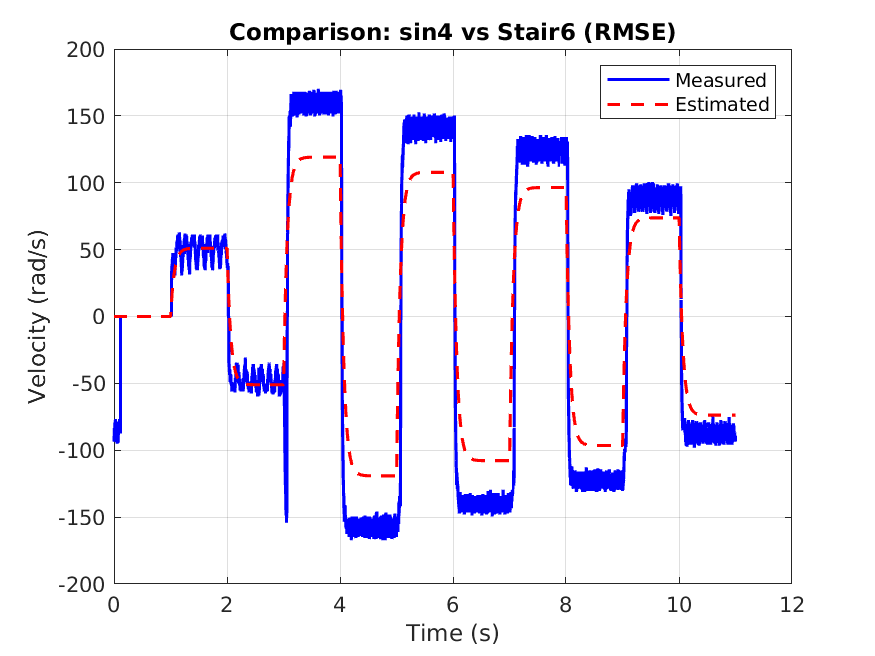 Comparison: sin4 vs Stair6 (RMSE)
200
150
100
50
0
-50
-100
-150
-200
Velocity (rad/s)
Measured
Estimated
0 2 4 6 8 10 12
Time (s)